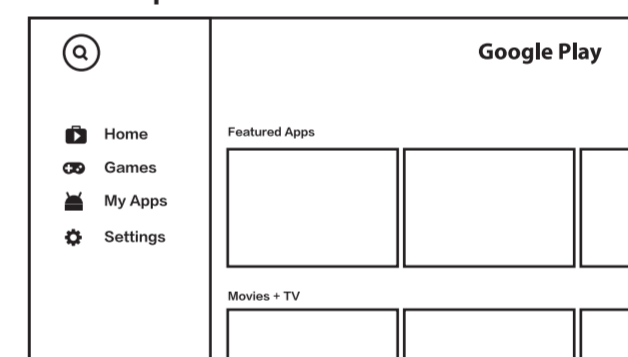 Google Play
Home
Games
My Apps
Settings
Featured Apps
Movies + TV